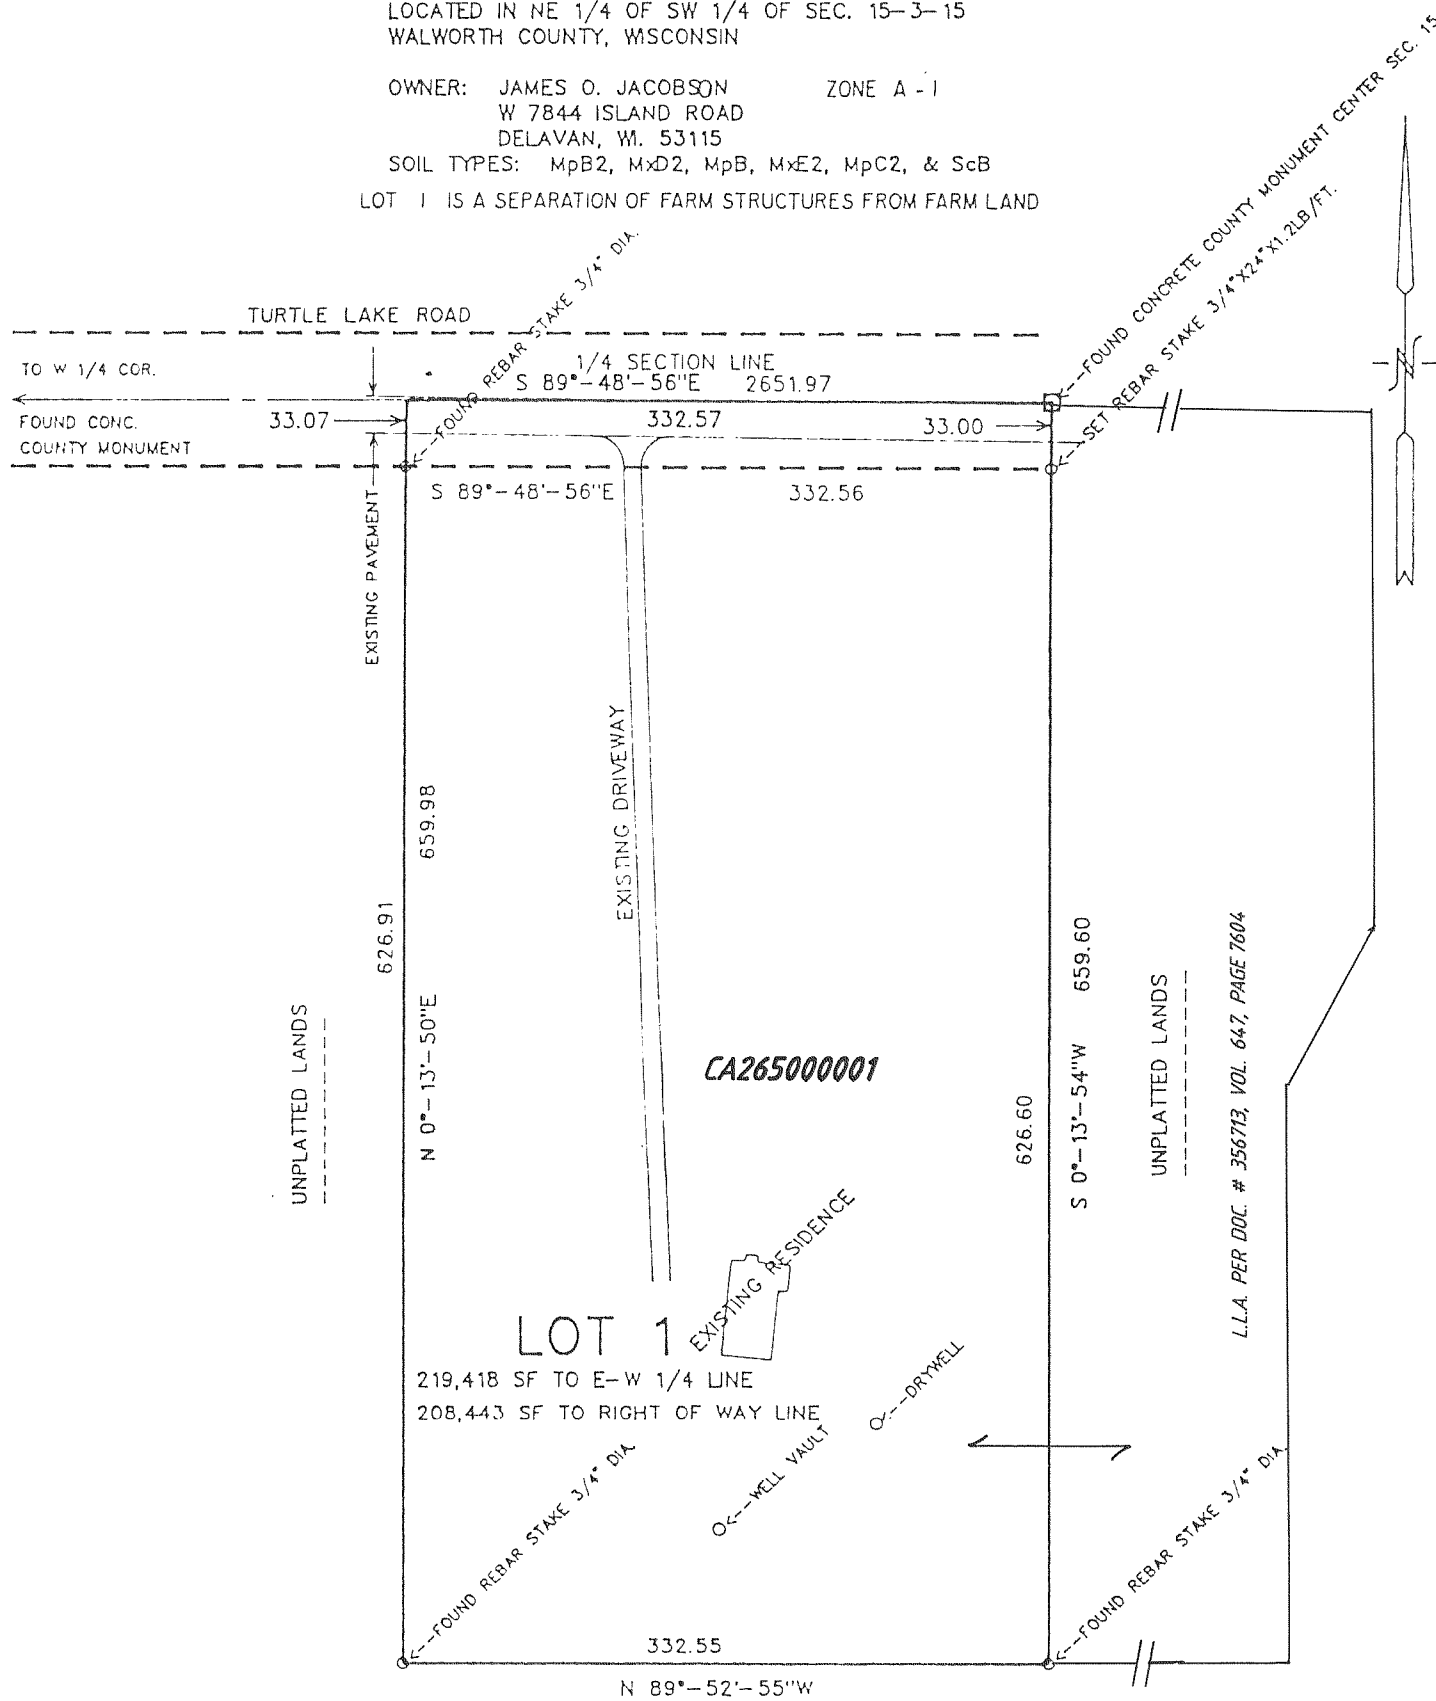 LOCATED IN NE 1/4 OF SW 1/4 OF SEC. 15-3-15
WALWORTH COUNTY, WISCONSIN
OWNER: JAMES O. JACOBSON ZONE A-1
W 7844 ISLAND ROAD
DELAVAN, WI. 53115
SOIL TYPES: MpB2, MxD2, MpB, MxE2, MpC2, & ScB
LOT 1 IS A SEPARATION OF FARM STRUCTURES FROM FARM LAND
FOUND CONCRETE COUNTY MONUMENT CENTER SEC. 15
SET REBAR STAKE 3/4"X24"X1.2LB/FT.
FOUND REBAR STAKE 3/4" DIA.
TURTLE LAKE ROAD
TO W 1/4 COR.
1/4 SECTION LINE
S 89°-48'-56"E 2651.97
FOUND CONC.
COUNTY MONUMENT
33.07
332.57
33.00
N
S 89°-48'-56"E 332.56
EXISTING PAVEMENT
EXISTING DRIVEWAY
659.98
626.91
N 0°-13'-50"E
UNPLATTED LANDS
CA265000001
659.60
626.60
S 0°-13'-54"W
UNPLATTED LANDS
L.L.A. PER DOC. # 356713, VOL. 647, PAGE 7604
EXISTING RESIDENCE
LOT 1
219,418 SF TO E-W 1/4 LINE
208,443 SF TO RIGHT OF WAY LINE
DRYWELL
WELL VAULT
FOUND REBAR STAKE 3/4" DIA.
FOUND REBAR STAKE 3/4" DIA.
332.55
N 89°-52'-55"W